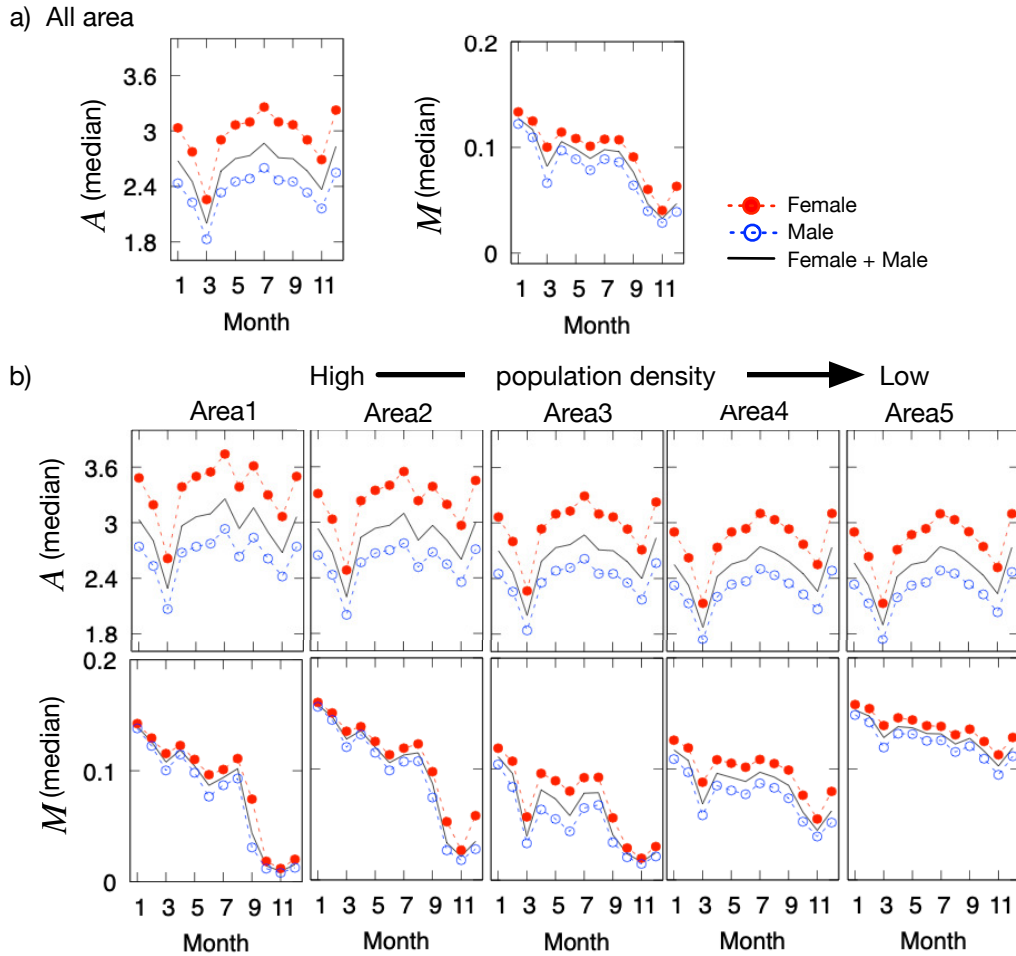 a) All area
A (median)
3.6
3
2.4
1.8
1 3 5 7 9 11
Month
M (median)
0.2
0.1
0
1 3 5 7 9 11
Month
Female
Male
Female + Male
b)
High population density Low
Area1 Area2 Area3 Area4 Area5
A (median)
3.6
3
2.4
1.8
M (median)
0.2
0.1
0
1 3 5 7 9 11 1 3 5 7 9 11 1 3 5 7 9 11 1 3 5 7 9 11 1 3 5 7 9 11
Month Month Month Month Month